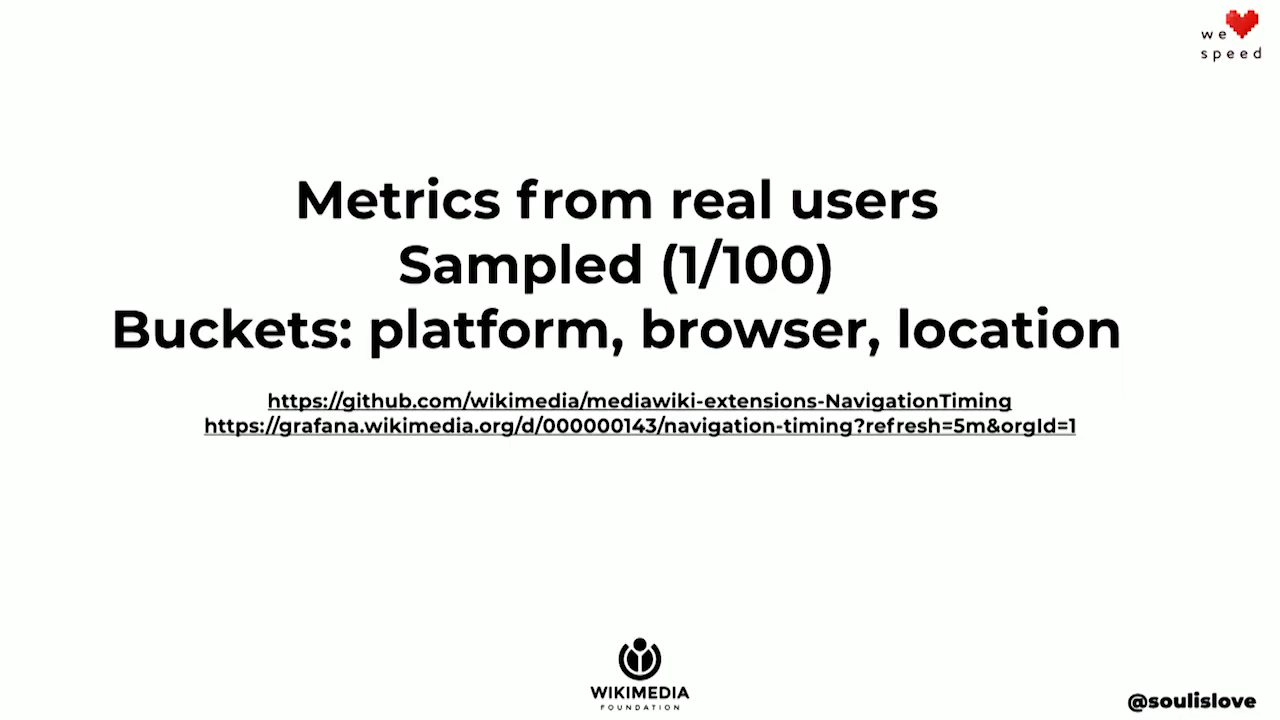 we
speed
Metrics from real users
Sampled (1/100)
Buckets: platform, browser, location
https://github.com/wikimedia/mediawiki-extensions-NavigationTiming
https://grafana.wikimedia.org/d/000000143/navigation-timing?refresh=5m&orgId=1
WIKIMEDIA
FOUNDATION
@soulislove